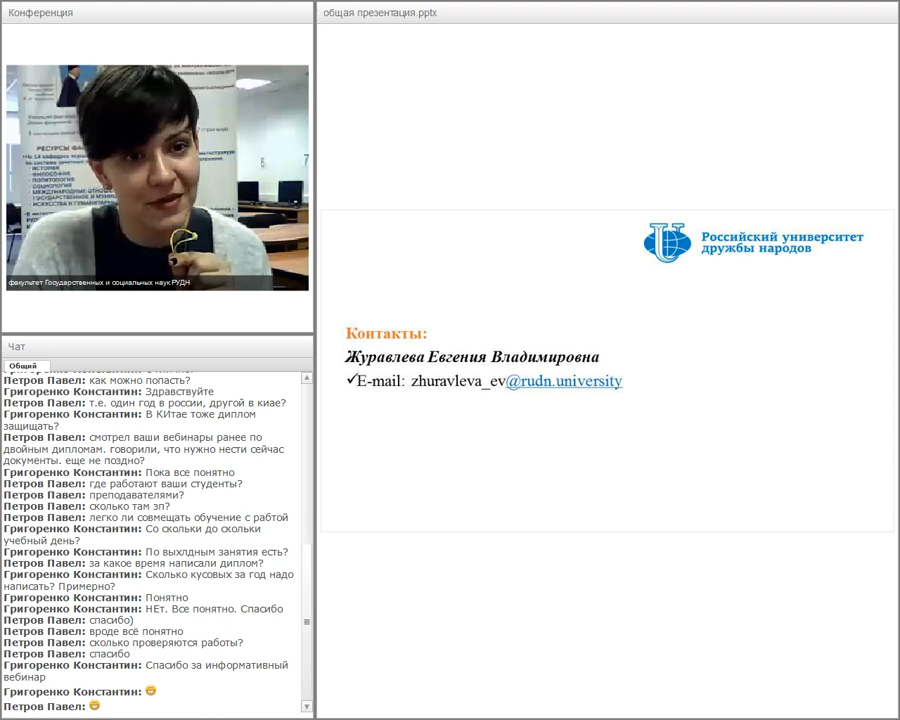 Конференция
РЕСУРСЫ
ИСТОРИЯ
ФИЛОСОФИЯ
ПОЛИТОЛОГИЯ
СОЦИОЛОГИЯ
факультет Государственных и социальных наук РУДН
Чат
Общий
Петров Павел: как можно попасть?
Григоренко Константин: Здравствуйте
Петров Павел: т.е. один год в россии, другой в киае?
Григоренко Константин: В КИтае тоже диплом
защищать?
Петров Павел: смотрел ваши вебинары ранее по
двойным дипломам. говорили, что нужно нести сейчас
документы. еще не поздно?
Григоренко Константин: Пока все понятно
Петров Павел: где работают ваши студенты?
Петров Павел: преподавателями?
Петров Павел: сколько там зп?
Петров Павел: легко ли совмещать обучение с рабтой
Григоренко Константин: Со скольки до скольки
учебный день?
Григоренко Константин: По выхлдным занятия есть?
Петров Павел: за какое время написали диплом?
Григоренко Константин: Сколько кусовых за год надо
написать? Примерно?
Григоренко Константин: Понятно
Григоренко Константин: НЕт. Все понятно. Спасибо
Петров Павел: спасибо)
Петров Павел: вроде всё понятно
Петров Павел: сколько проверяются работы?
Петров Павел: спасибо
Григоренко Константин: Спасибо за информативный
вебинар
Григоренко Константин:
Петров Павел:
общая презентация.pptx
Российский университет
дружбы народов
Контакты:
Журавлева Евгения Владимировна
✓E-mail: zhuravleva_ev@rudn.university